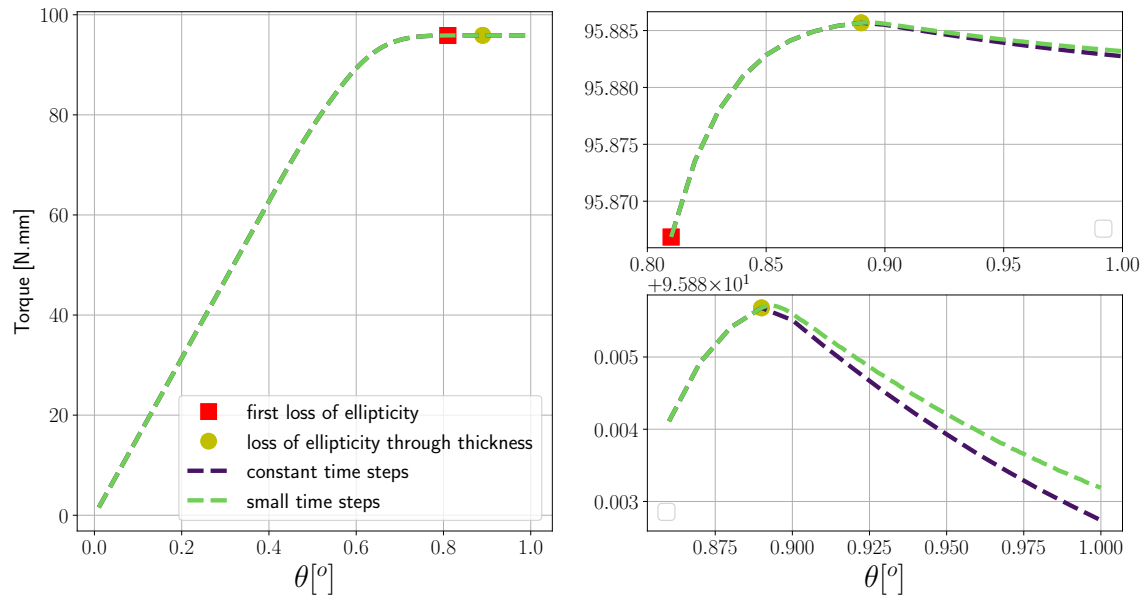 100
80
60
40
20
0
Torque [N.mm]
first loss of ellipticity
loss of ellipticity through thickness
constant time steps
small time steps
0.0 0.2 0.4 0.6 0.8 1.0
θ[°]
95.885
95.880
95.875
95.870
0.80 0.85 0.90 0.95 1.00
+9.588×10¹
0.005
0.004
0.003
0.875 0.900 0.925 0.950 0.975 1.000
θ[°]